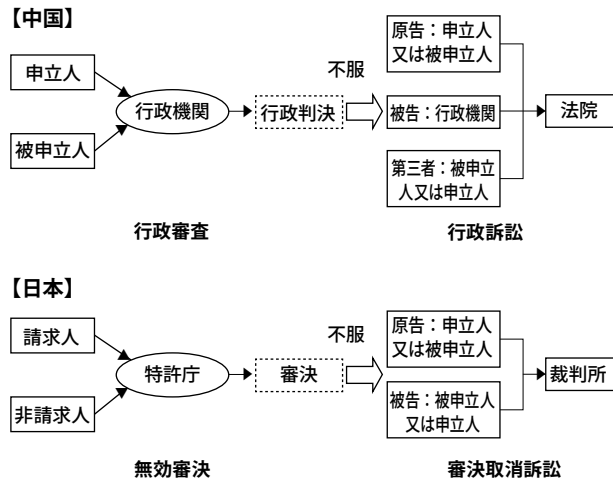 【中国】
申立人
被申立人
行政機関
行政判決
不服
原告：申立人
又は被申立人
被告：行政機関
第三者：被申立
人又は申立人
法院
行政審査
行政訴訟
【日本】
請求人
非請求人
特許庁
審決
不服
原告：申立人
又は被申立人
被告：被申立人
又は申立人
裁判所
無効審決
審決取消訴訟